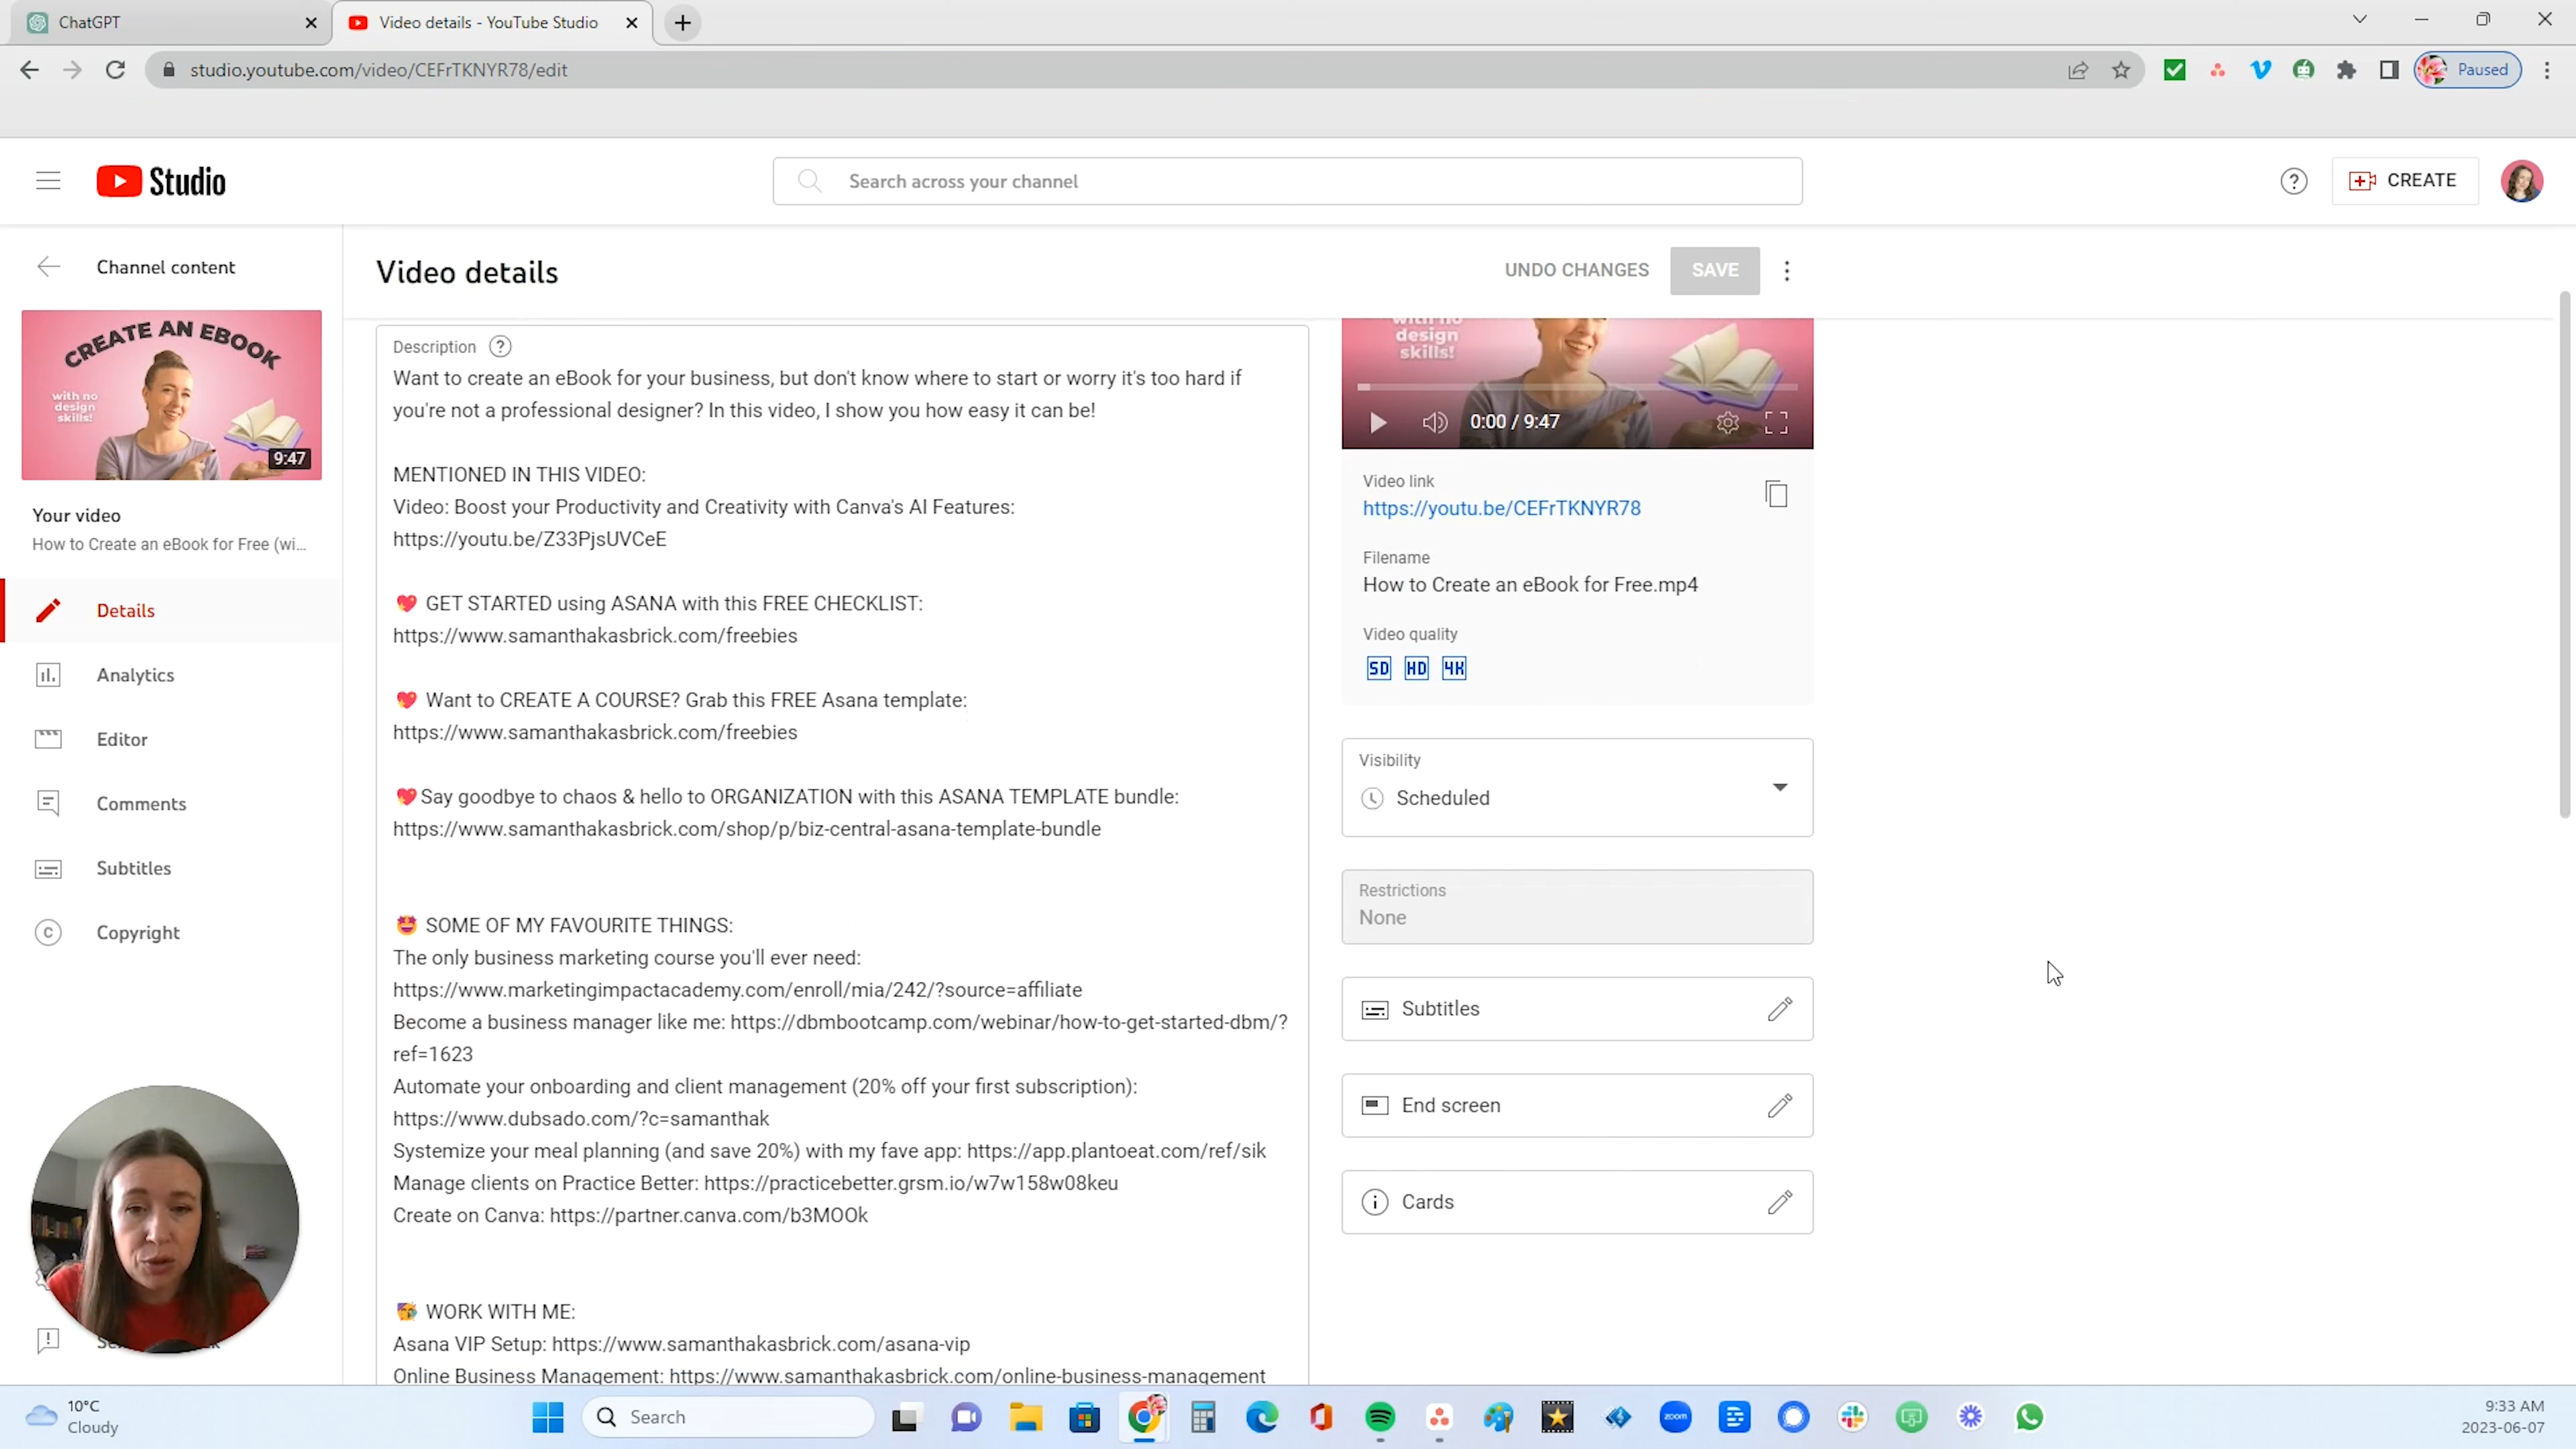 ChatGPT
Video details - YouTube Studio
studio.youtube.com/video/CEFrTKNYR78/edit
Paused
Studio
Search across your channel
CREATE
Channel content
CREATE AN EBOOK
with no
design
skills!
9:47
Your video
How to Create an eBook for Free (wi...
Details
Analytics
Editor
Comments
Subtitles
Copyright
Video details
UNDO CHANGES
SAVE
Description
Want to create an eBook for your business, but don't know where to start or worry it's too hard if
you're not a professional designer? In this video, I show you how easy it can be!
MENTIONED IN THIS VIDEO:
Video: Boost your Productivity and Creativity with Canva's AI Features:
https://youtu.be/Z33PjsUVCeE
💖 GET STARTED using ASANA with this FREE CHECKLIST:
https://www.samanthakasbrick.com/freebies
💖 Want to CREATE A COURSE? Grab this FREE Asana template:
https://www.samanthakasbrick.com/freebies
💖Say goodbye to chaos & hello to ORGANIZATION with this ASANA TEMPLATE bundle:
https://www.samanthakasbrick.com/shop/p/biz-central-asana-template-bundle
🤩 SOME OF MY FAVOURITE THINGS:
The only business marketing course you'll ever need:
https://www.marketingimpactacademy.com/enroll/mia/242/?source=affiliate
Become a business manager like me: https://dbmbootcamp.com/webinar/how-to-get-started-dbm/?
ref=1623
Automate your onboarding and client management (20% off your first subscription):
https://www.dubsado.com/?c=samanthak
Systemize your meal planning (and save 20%) with my fave app: https://app.plantoeat.com/ref/sik
Manage clients on Practice Better: https://practicebetter.grsm.io/w7w158w08keu
Create on Canva: https://partner.canva.com/b3MOOk
🥳 WORK WITH ME:
Asana VIP Setup: https://www.samanthakasbrick.com/asana-vip
Online Business Management: https://www.samanthakasbrick.com/online-business-management
with no
design
skills!
0:00 / 9:47
Video link
https://youtu.be/CEFrTKNYR78
Filename
How to Create an eBook for Free.mp4
Video quality
SD HD 4K
Visibility
Scheduled
Restrictions
None
Subtitles
End screen
Cards
10°C
Cloudy
Search
zoom
9:33 AM
2023-06-07